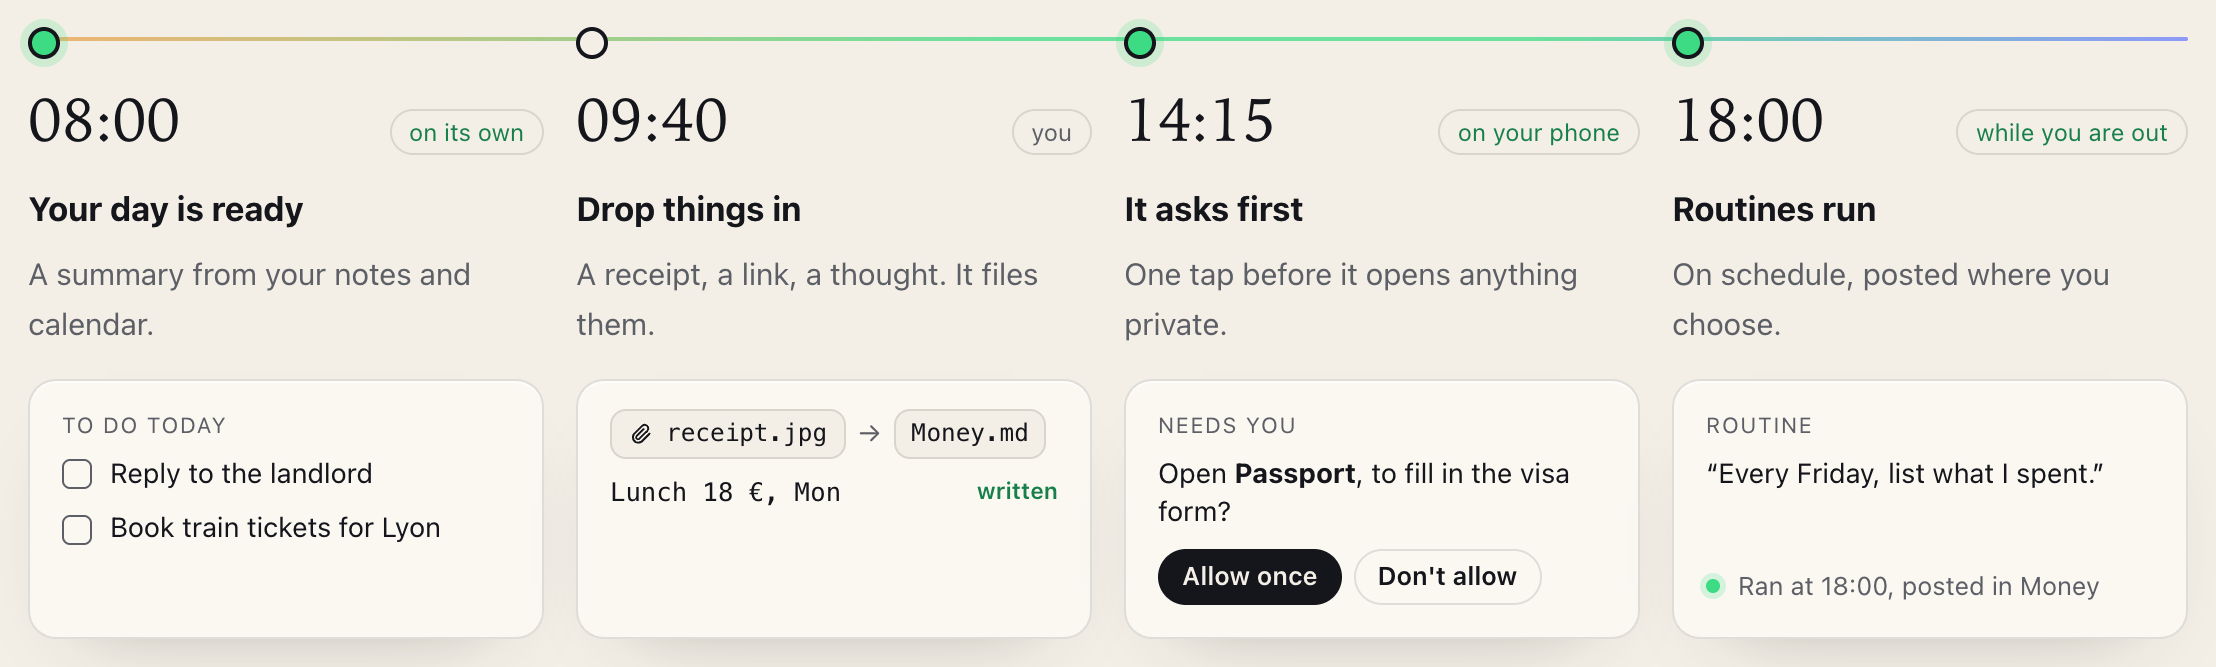 08:00
on its own
Your day is ready
A summary from your notes and
calendar.
TO DO TODAY
Reply to the landlord
Book train tickets for Lyon
09:40
you
Drop things in
A receipt, a link, a thought. It files
them.
receipt.jpg → Money.md
Lunch 18 €, Mon
written
14:15
on your phone
It asks first
One tap before it opens anything
private.
NEEDS YOU
Open Passport, to fill in the visa
form?
Allow once
Don't allow
18:00
while you are out
Routines run
On schedule, posted where you
choose.
ROUTINE
“Every Friday, list what I spent.”
Ran at 18:00, posted in Money